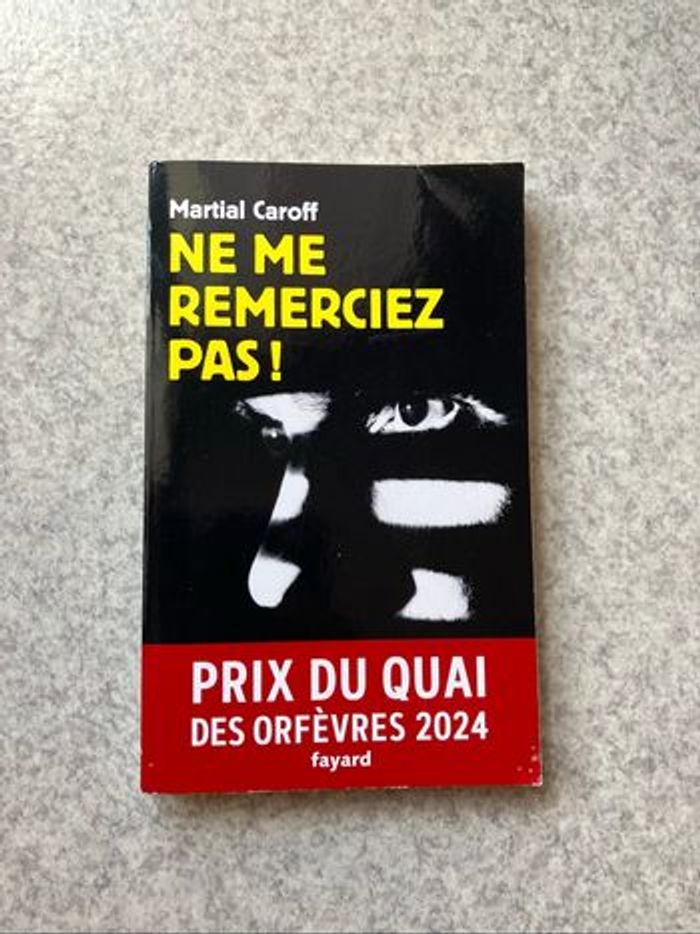 Martial Caroff
NE ME
REMERCIEZ
PAS !
PRIX DU QUAI
DES ORFÈVRES 2024
fayard